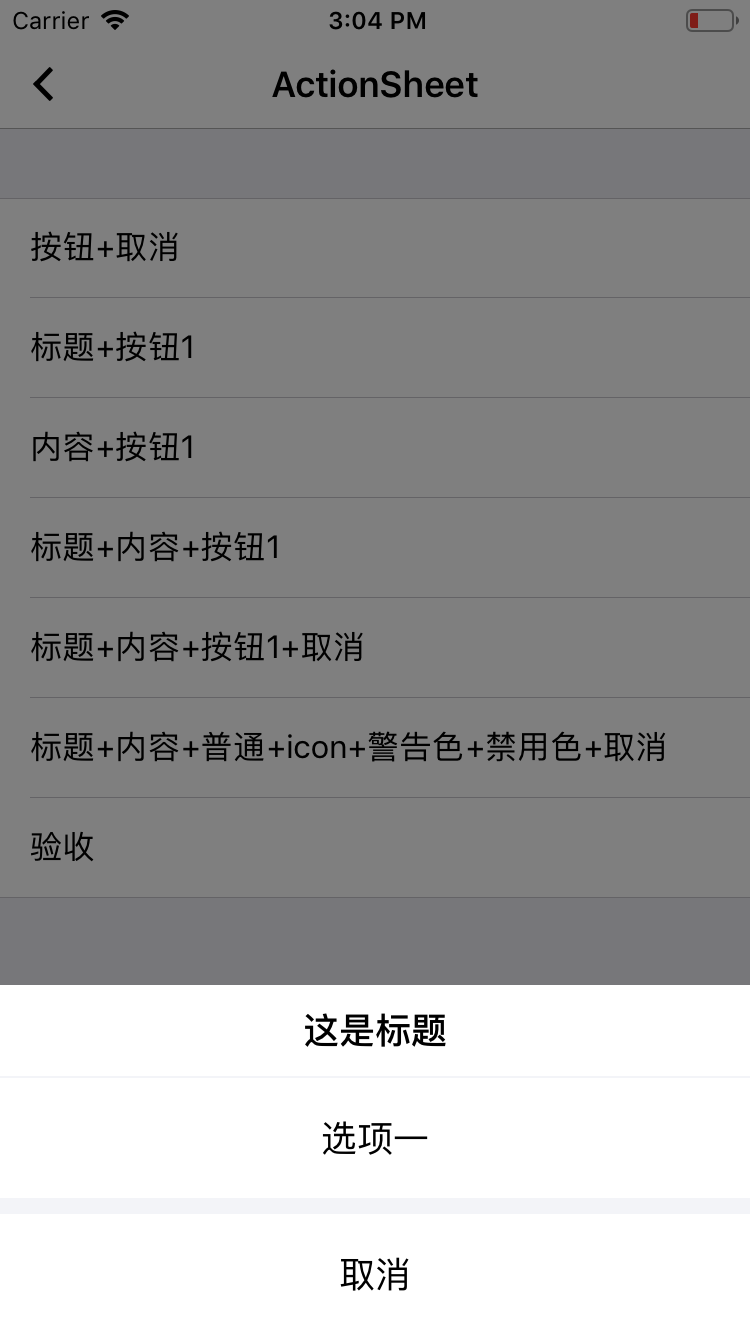 Carrier 3:04 PM
ActionSheet
按钮+取消
标题+按钮1
内容+按钮1
标题+内容+按钮1
标题+内容+按钮1+取消
标题+内容+普通+icon+警告色+禁用色+取消
验收
这是标题
选项一
取消